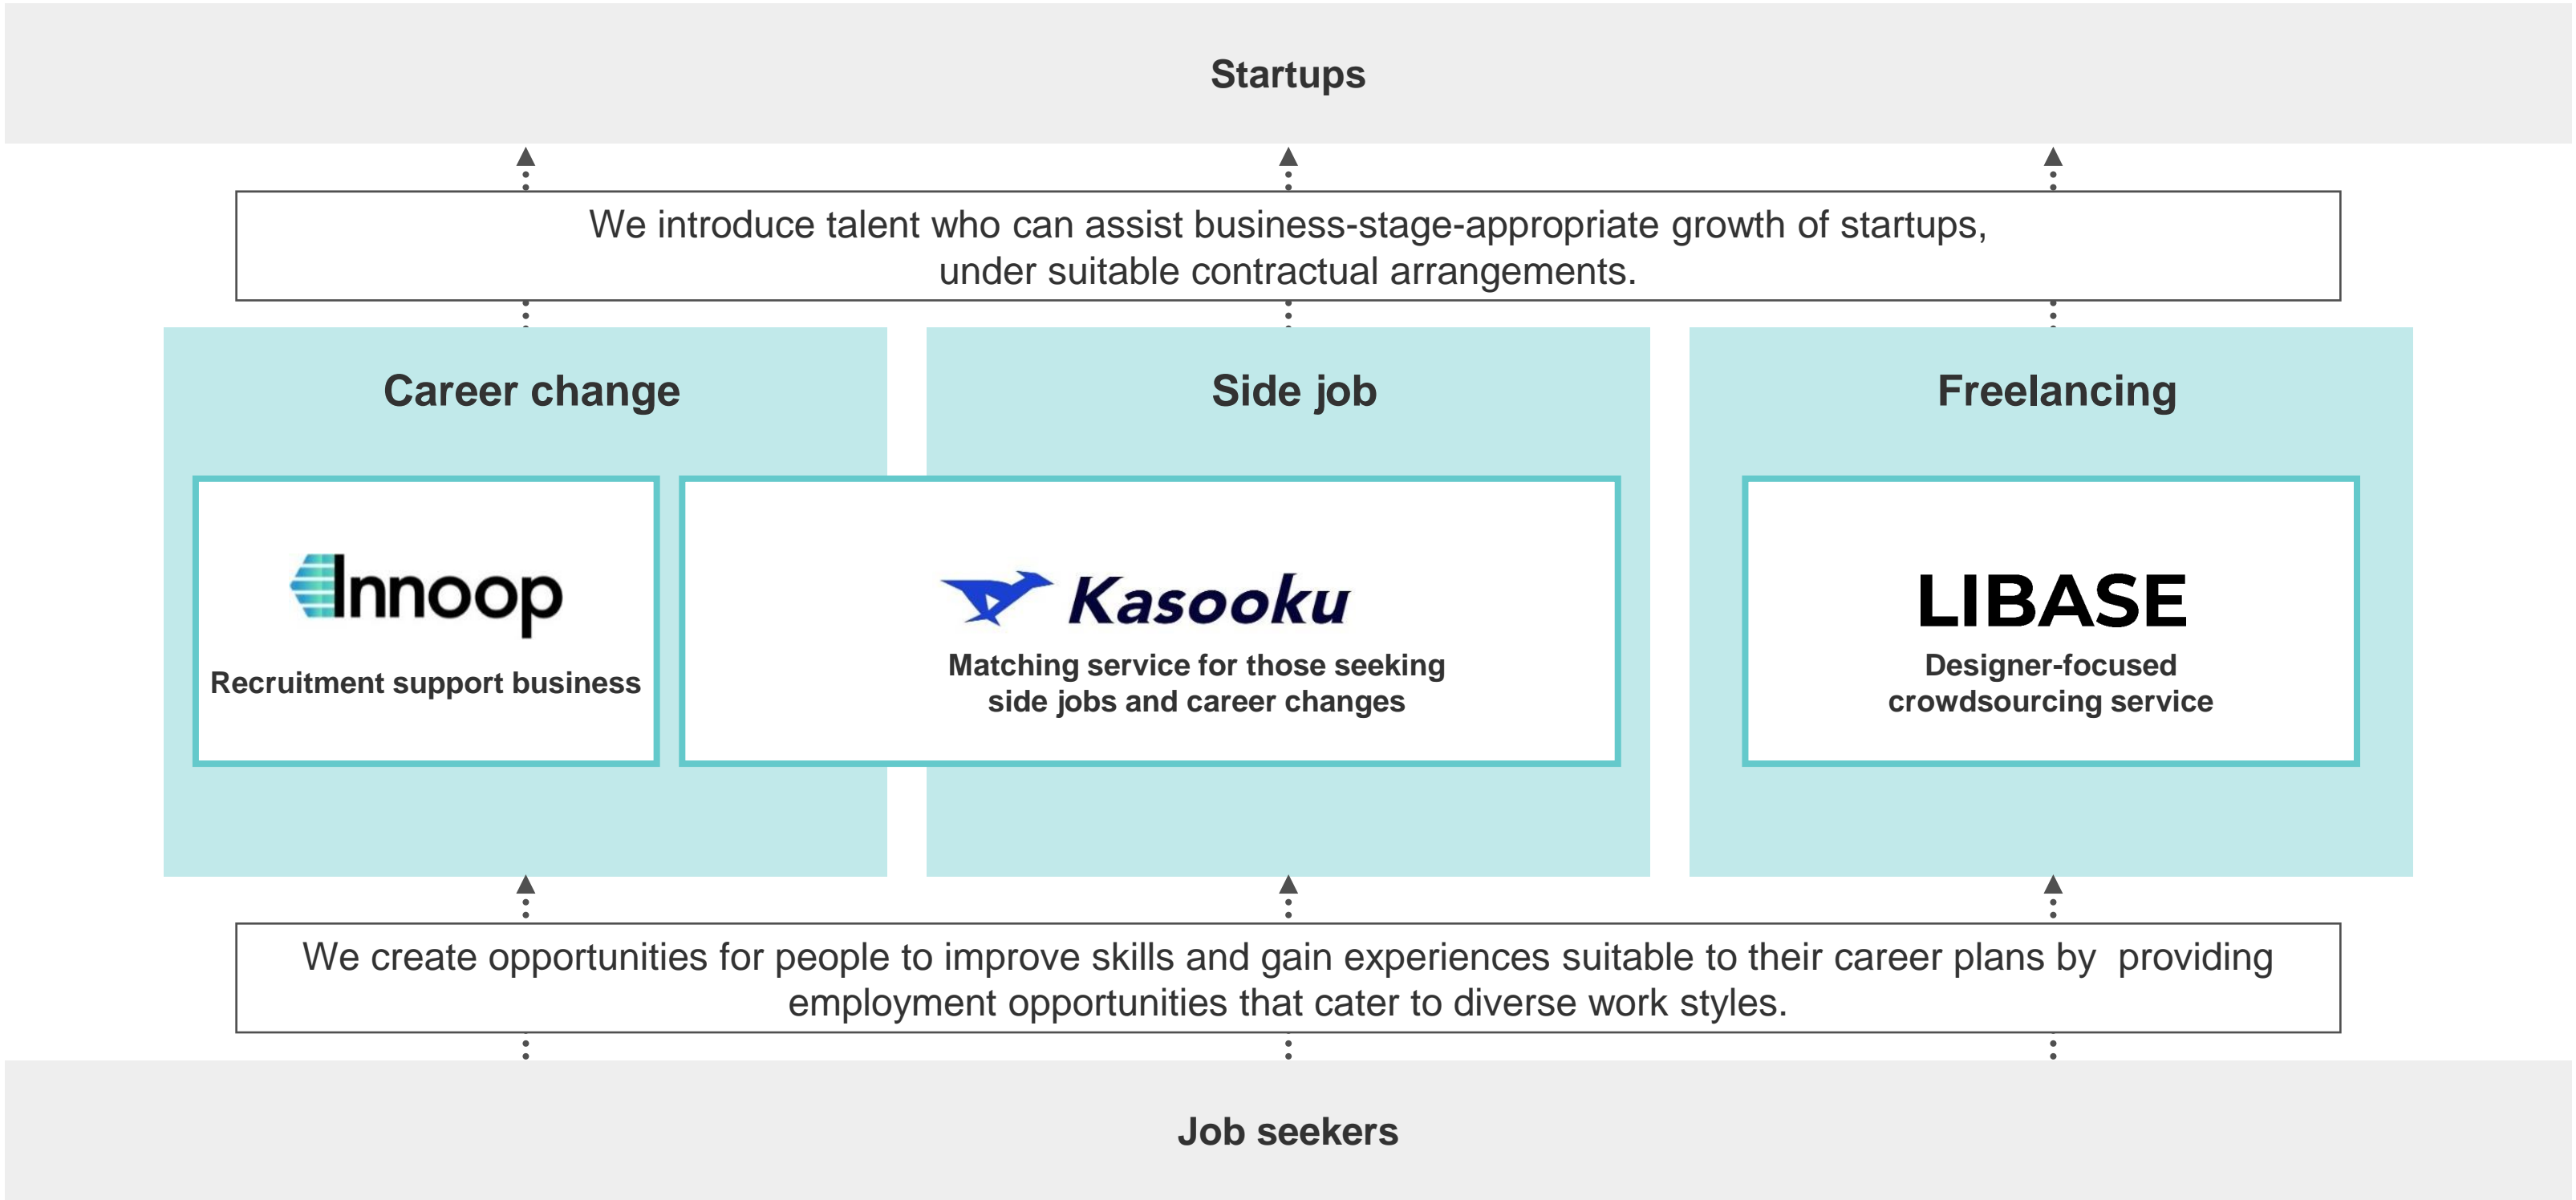 Startups
We introduce talent who can assist business-stage-appropriate growth of startups,
under suitable contractual arrangements.
Career change
Side job
Freelancing
Innoop
Recruitment support business
Kasooku
Matching service for those seeking
side jobs and career changes
LIBASE
Designer-focused
crowdsourcing service
We create opportunities for people to improve skills and gain experiences suitable to their career plans by  providing
employment opportunities that cater to diverse work styles.
Job seekers